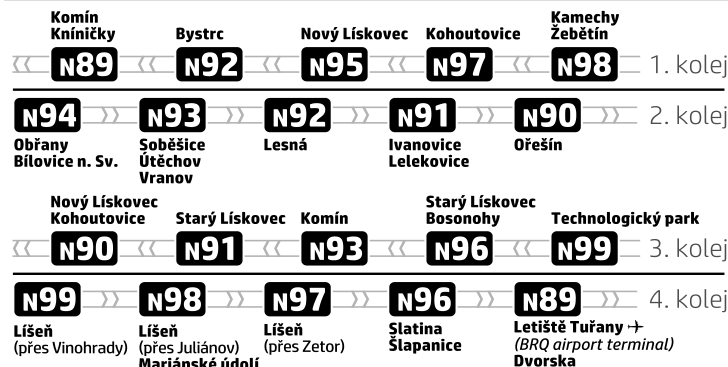 Komín
Kníničky
Bystrc
Nový Lískovec
Kohoutovice
Kamechy
Žebětín
N89 N92 N95 N97 N98 1. kolej
N94 N93 N92 N91 N90 2. kolej
Obřany
Bílovice n. Sv.
Soběšice
Útěchov
Vranov
Lesná
Ivanovice
Lelekovice
Ořešín
Nový Lískovec
Kohoutovice
Starý Lískovec
Komín
Starý Lískovec
Bosonohy
Technologický park
N90 N91 N93 N96 N99 3. kolej
N99 N98 N97 N96 N89 4. kolej
Líšeň
(přes Vinohrady)
Líšeň
(přes Juliánov)
Mariánské údolí
Líšeň
(přes Zetor)
Slatina
Šlapanice
Letiště Tuřany
(BRQ airport terminal)
Dvorska